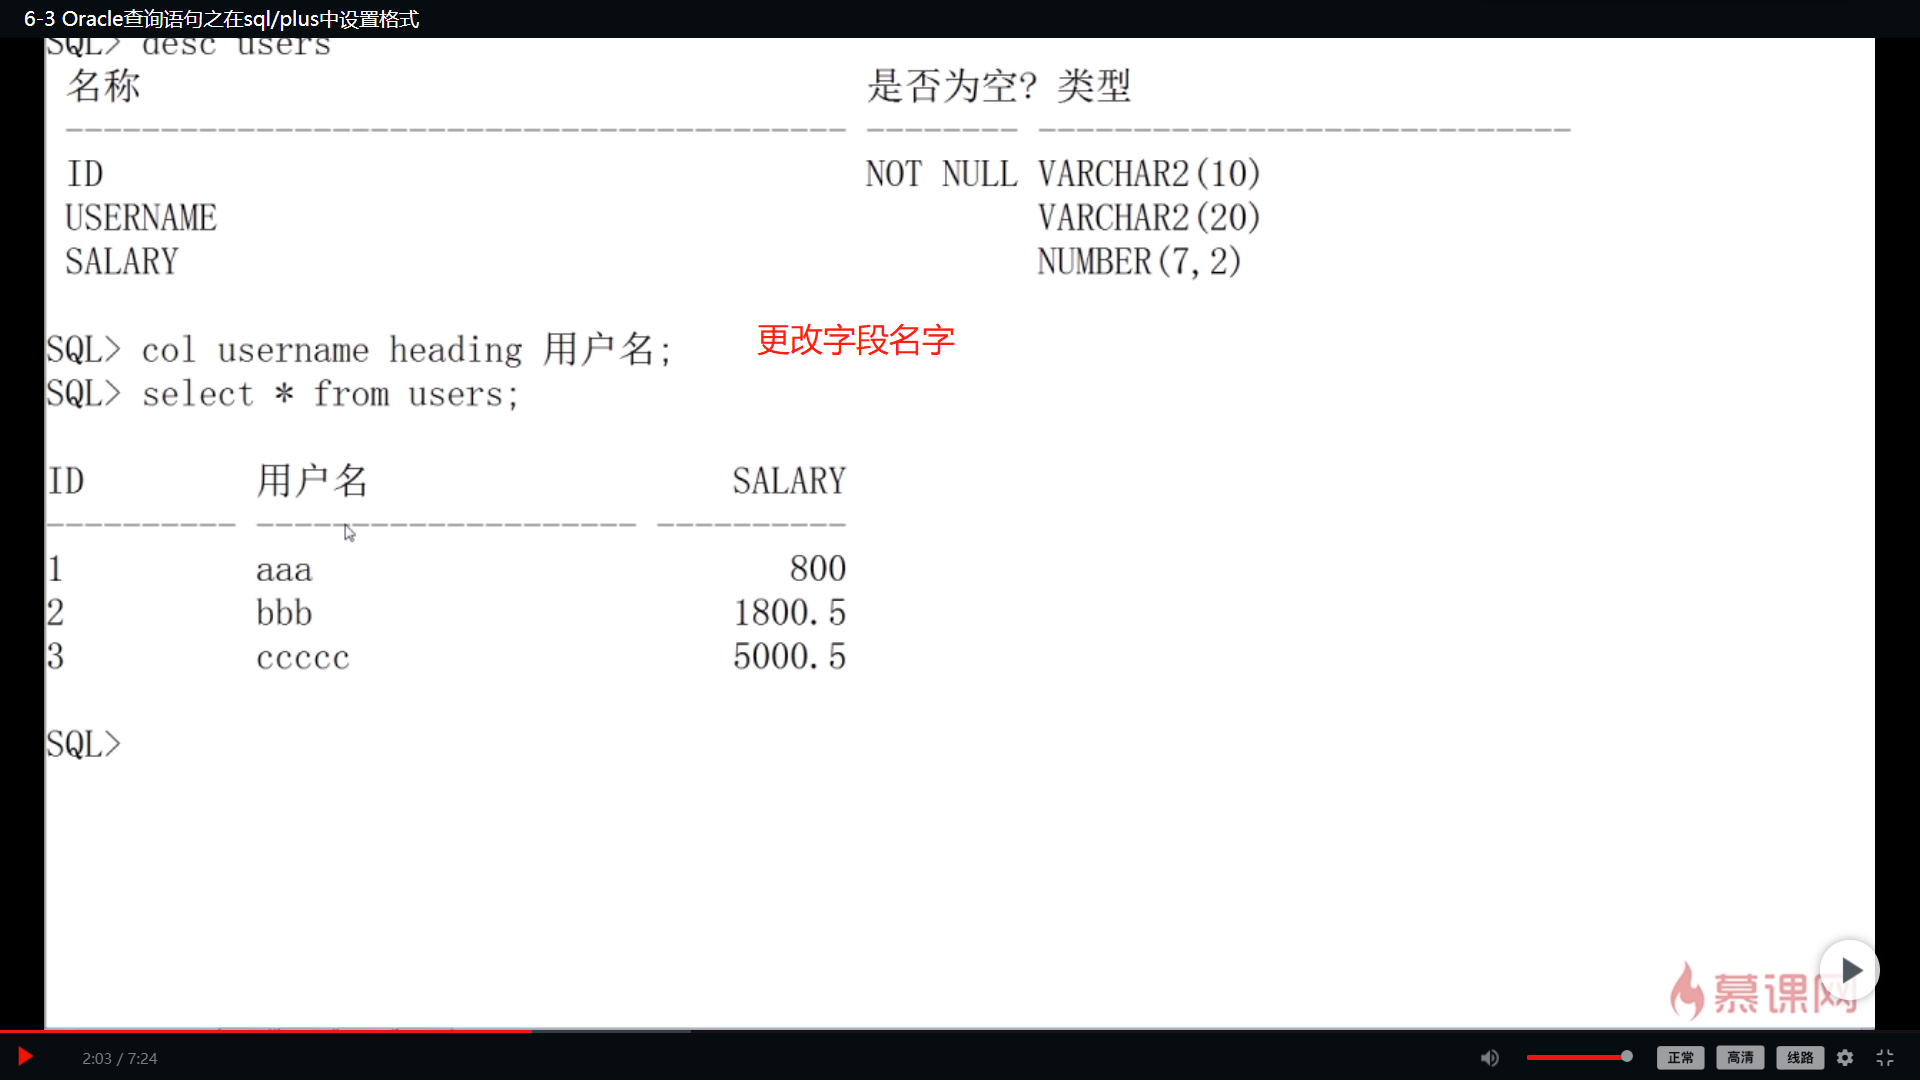 6-3 Oracle查询语句之在sql/plus中设置格式
SQL> desc users
名称 是否为空? 类型
----------------------------------------- -------- ----------------------------
ID NOT NULL VARCHAR2(10)
USERNAME VARCHAR2(20)
SALARY NUMBER(7,2)
SQL> col username heading 用户名; 更改字段名字
SQL> select * from users;
ID 用户名 SALARY
---------- -------------------- ----------
1 aaa 800
2 bbb 1800.5
3 ccccc 5000.5
SQL>
慕课网
2:03 / 7:24 正常 高清 线路